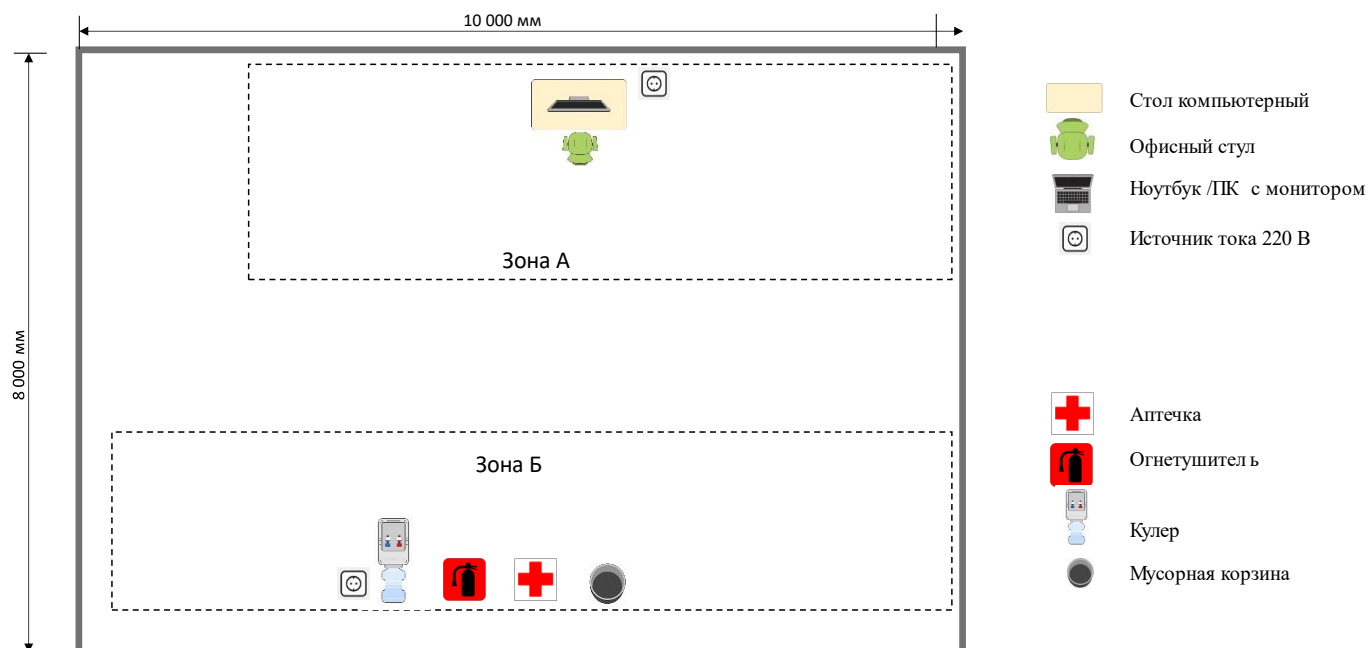 10 000 мм
8 000 мм
Зона А
Зона Б
Стол компьютерный
Офисный стул
Ноутбук /ПК с монитором
Источник тока 220 В
Аптечка
Огнетушител ь
Кулер
Мусорная корзина